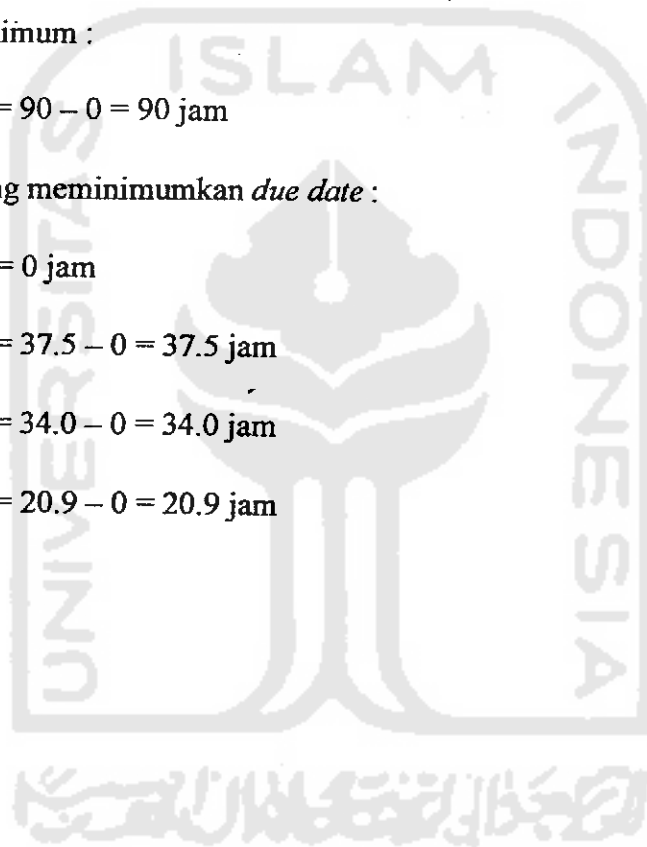 imum :
= 90 – 0 = 90 jam
ng meminimumkan due date :
= 0 jam
= 37.5 – 0 = 37.5 jam
= 34.0 – 0 = 34.0 jam
= 20.9 – 0 = 20.9 jam
UNIVERSITAS
ISLAM
INDONESIA